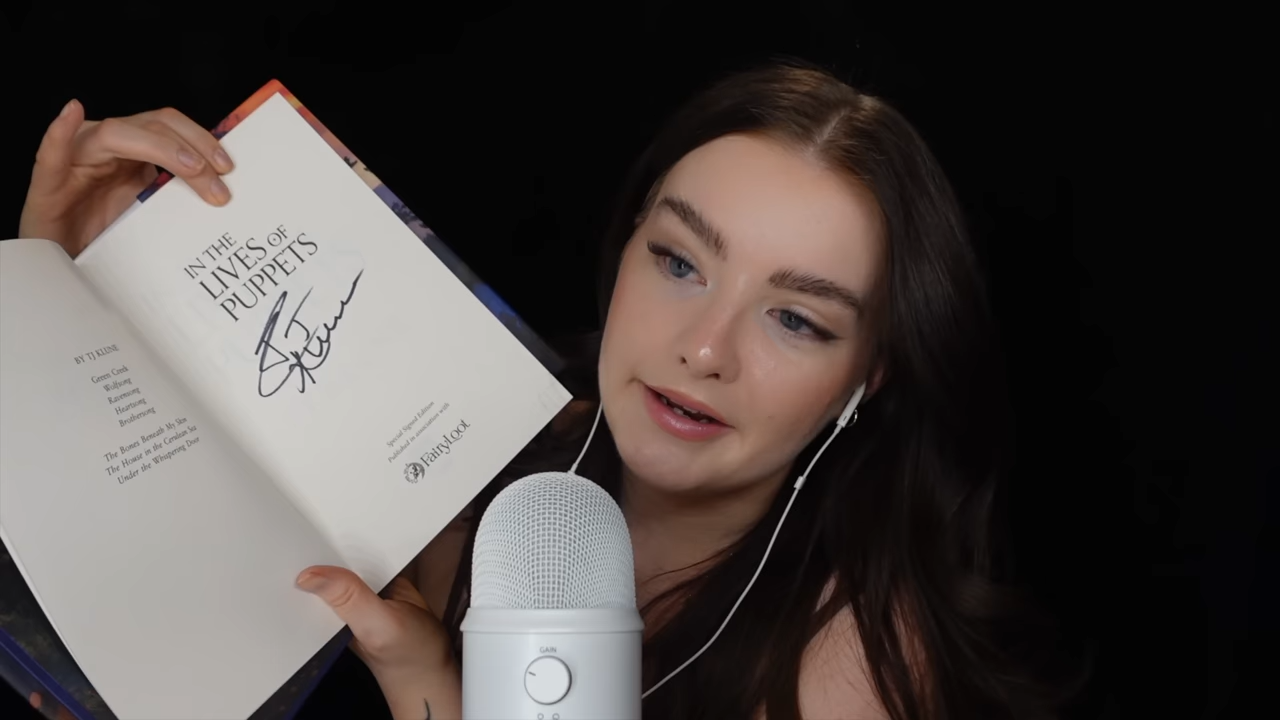 BY TJ KLUNE
Green Creek
Wolfsong
Ravensong
Heartsong
Brothersong
The Bones Beneath My Skin
The House in the Cerulean Sea
Under the Whispering Door
IN THE
LIVES OF
PUPPETS
TJ Klune
Special Signed Edition
Published in association with
FAIRYLOOT
GAIN